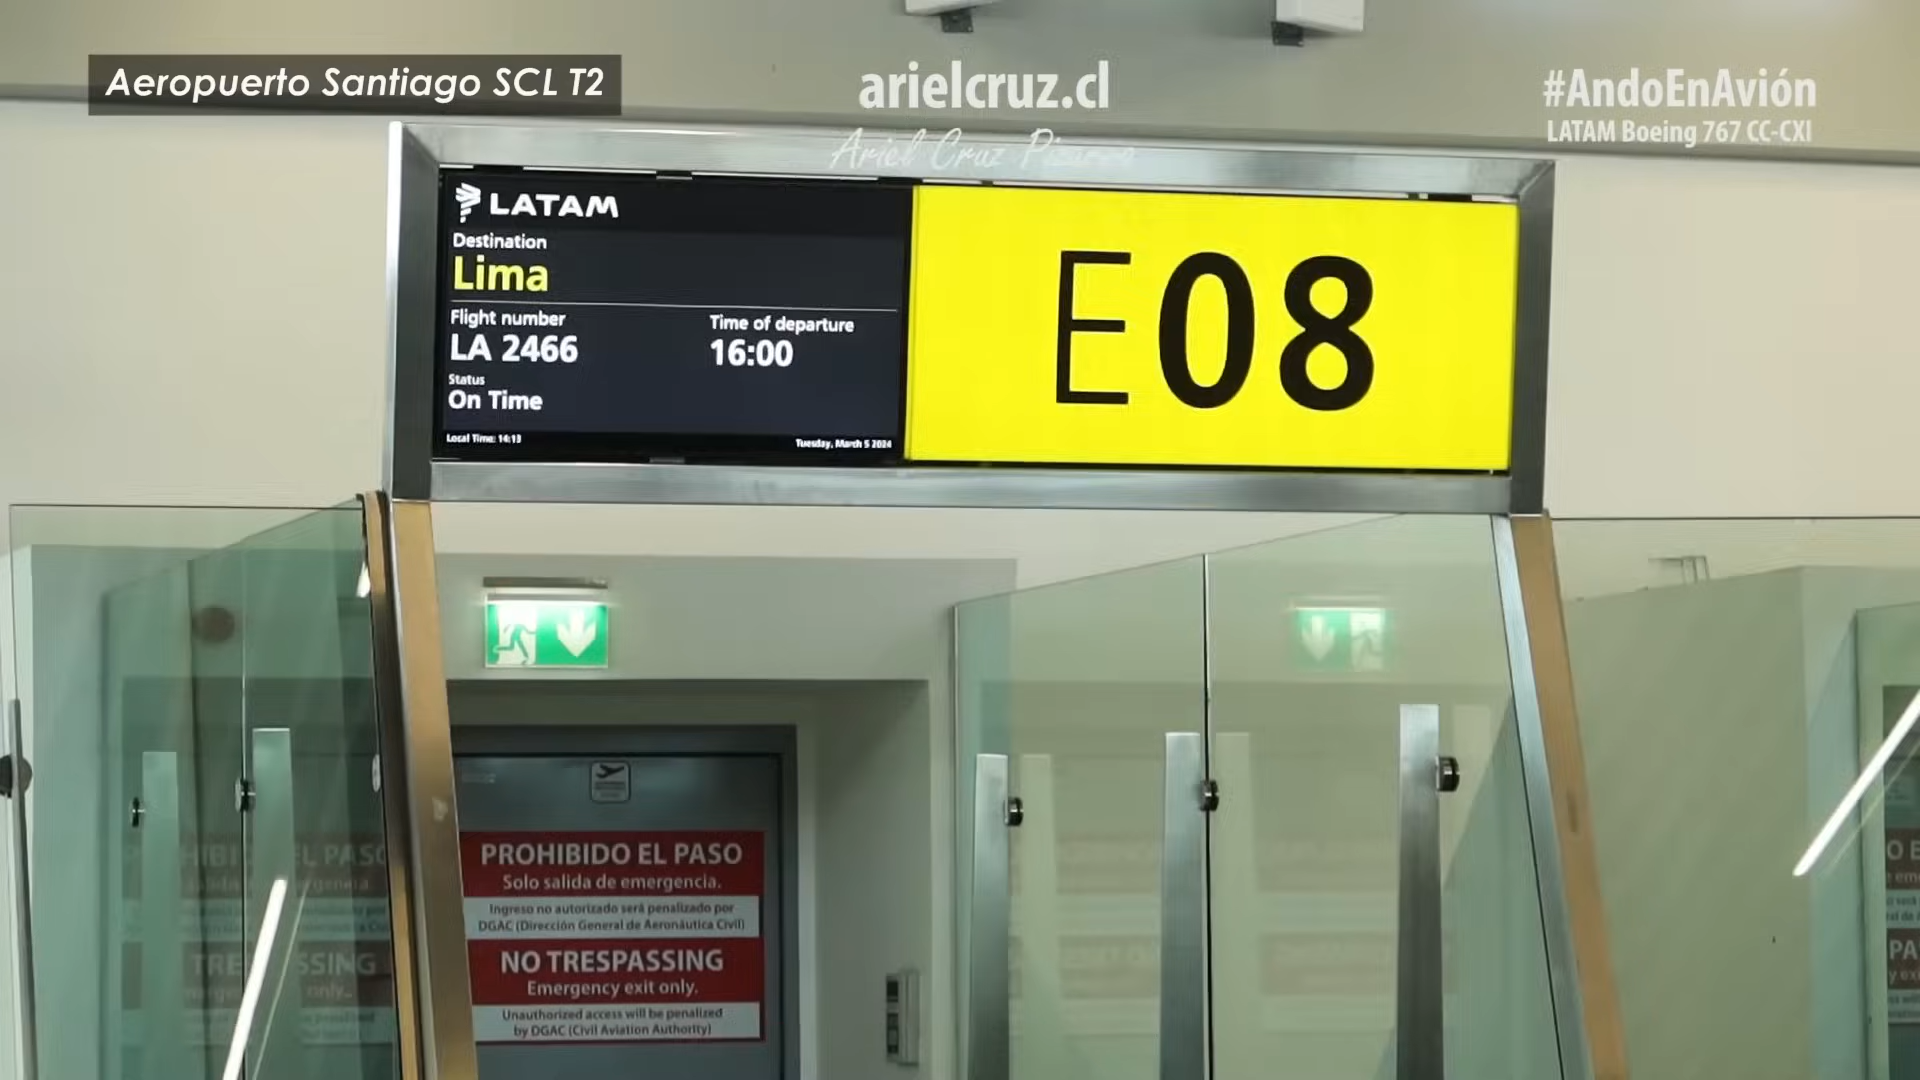 Aeropuerto Santiago SCL T2
arielcruz.cl
Ariel Cruz Pizarro
#AndoEnAvión
LATAM Boeing 767 CC-CXI
LATAM
Destination
Lima
Flight number
LA 2466
Time of departure
16:00
Status
On Time
Local Time: 14:13
Tuesday, March 5 2024
E08
PROHIBIDO EL PASO
Solo salida de emergencia.
Ingreso no autorizado será penalizado por
DGAC (Dirección General de Aeronáutica Civil)
NO TRESPASSING
Emergency exit only.
Unauthorized access will be penalized
by DGAC (Civil Aviation Authority)